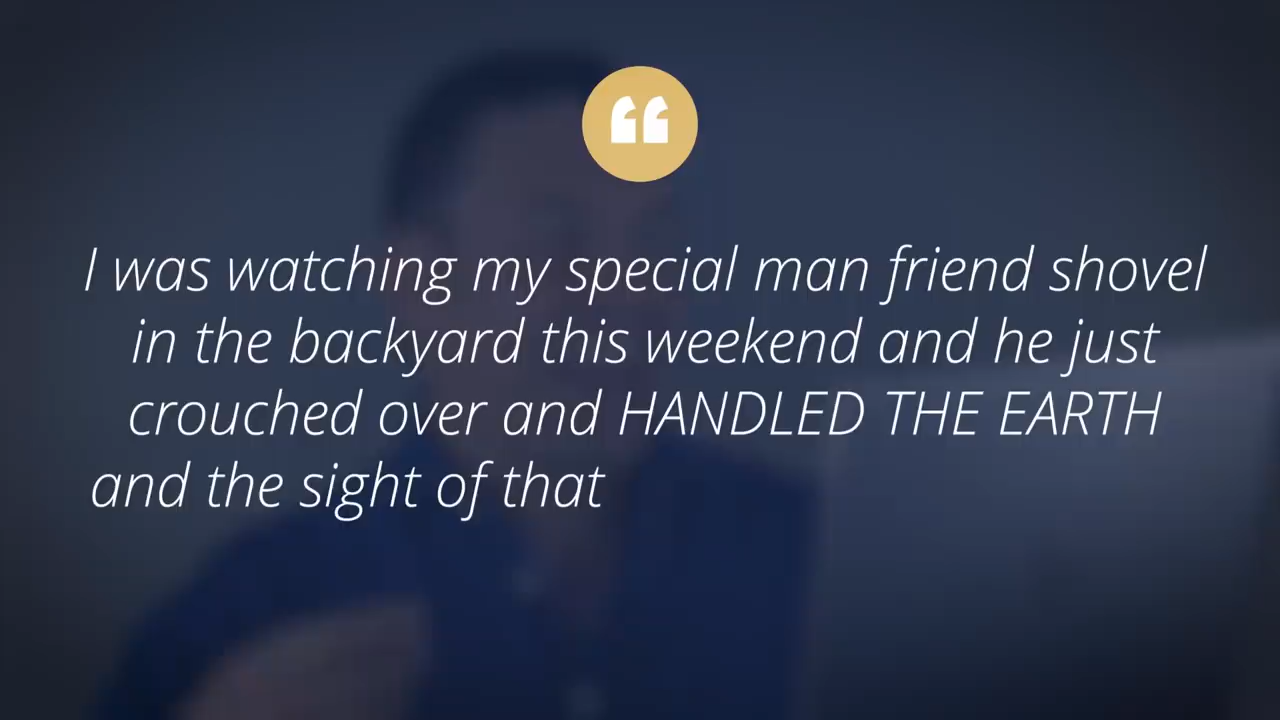 I was watching my special man friend shovel
in the backyard this weekend and he just
crouched over and HANDLED THE EARTH
and the sight of that